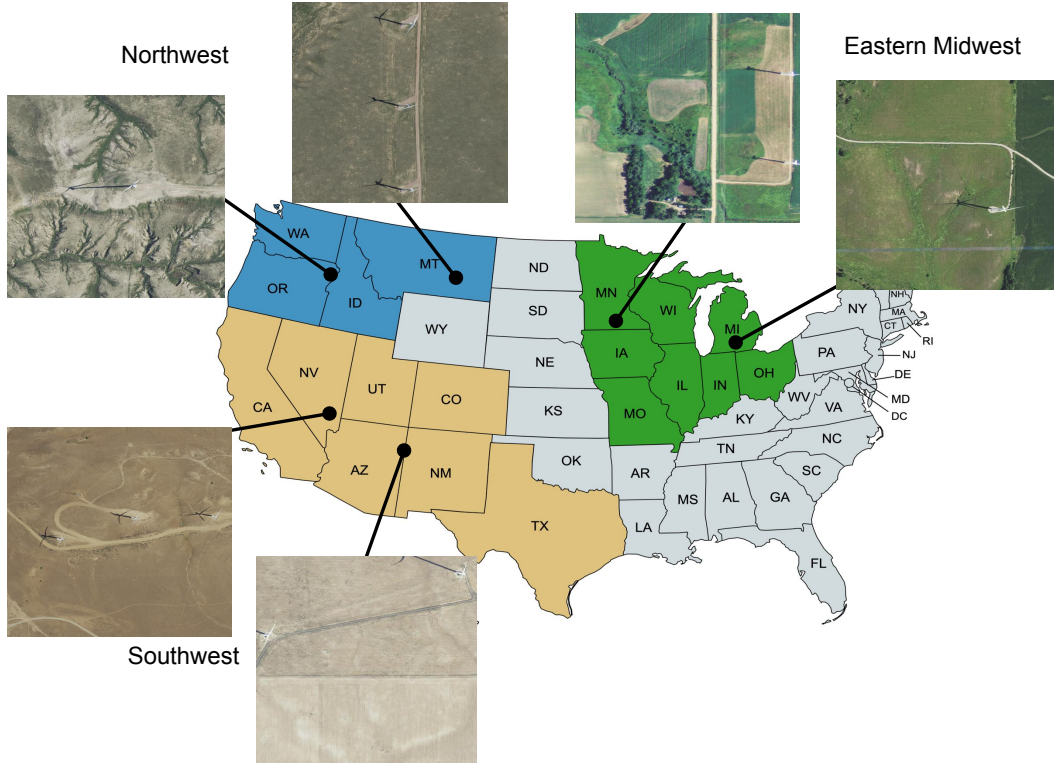 Northwest
Eastern Midwest
WA
MT
ND
MN
OR
ID
WY
SD
WI
MI
NY
NH
MA
CT
RI
NJ
PA
DE
MD
DC
NE
IA
NV
UT
CO
CA
IL
IN
OH
WV
VA
KS
MO
KY
AZ
NM
OK
AR
TN
NC
SC
MS
AL
GA
TX
LA
FL
Southwest